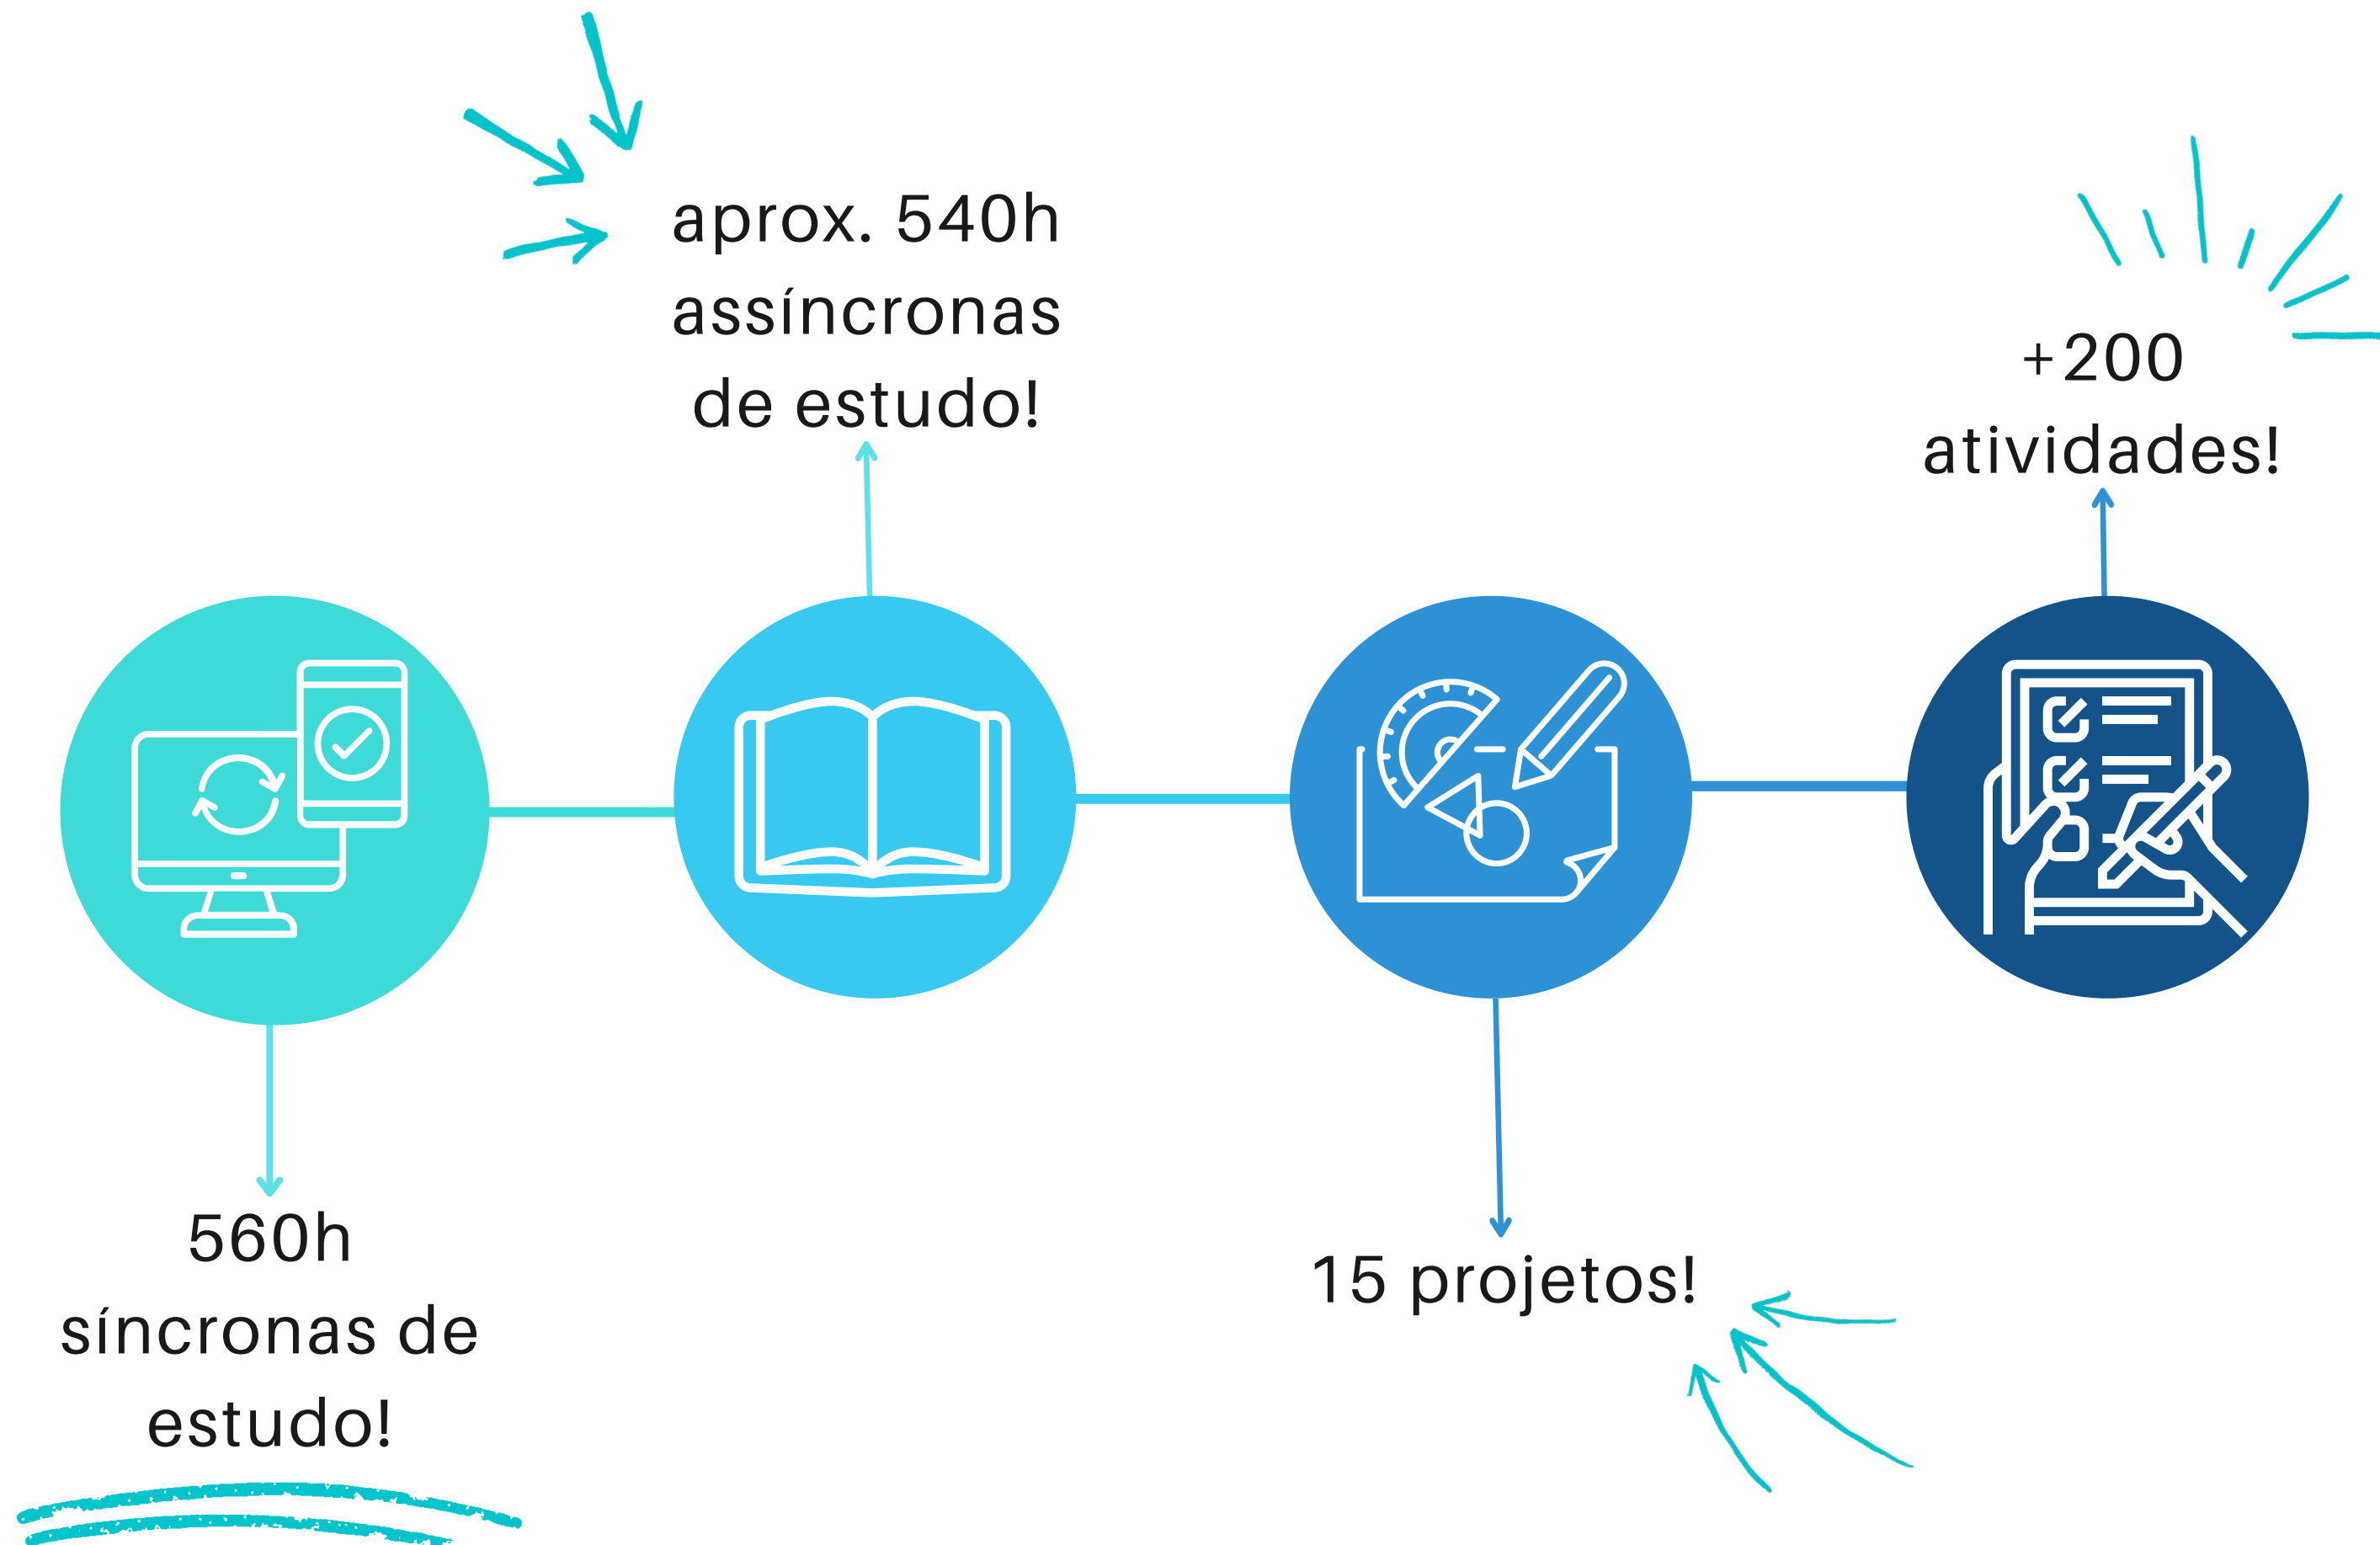 aprox. 540h
assíncronas
de estudo!
+200
atividades!
560h
síncronas de
estudo!
15 projetos!